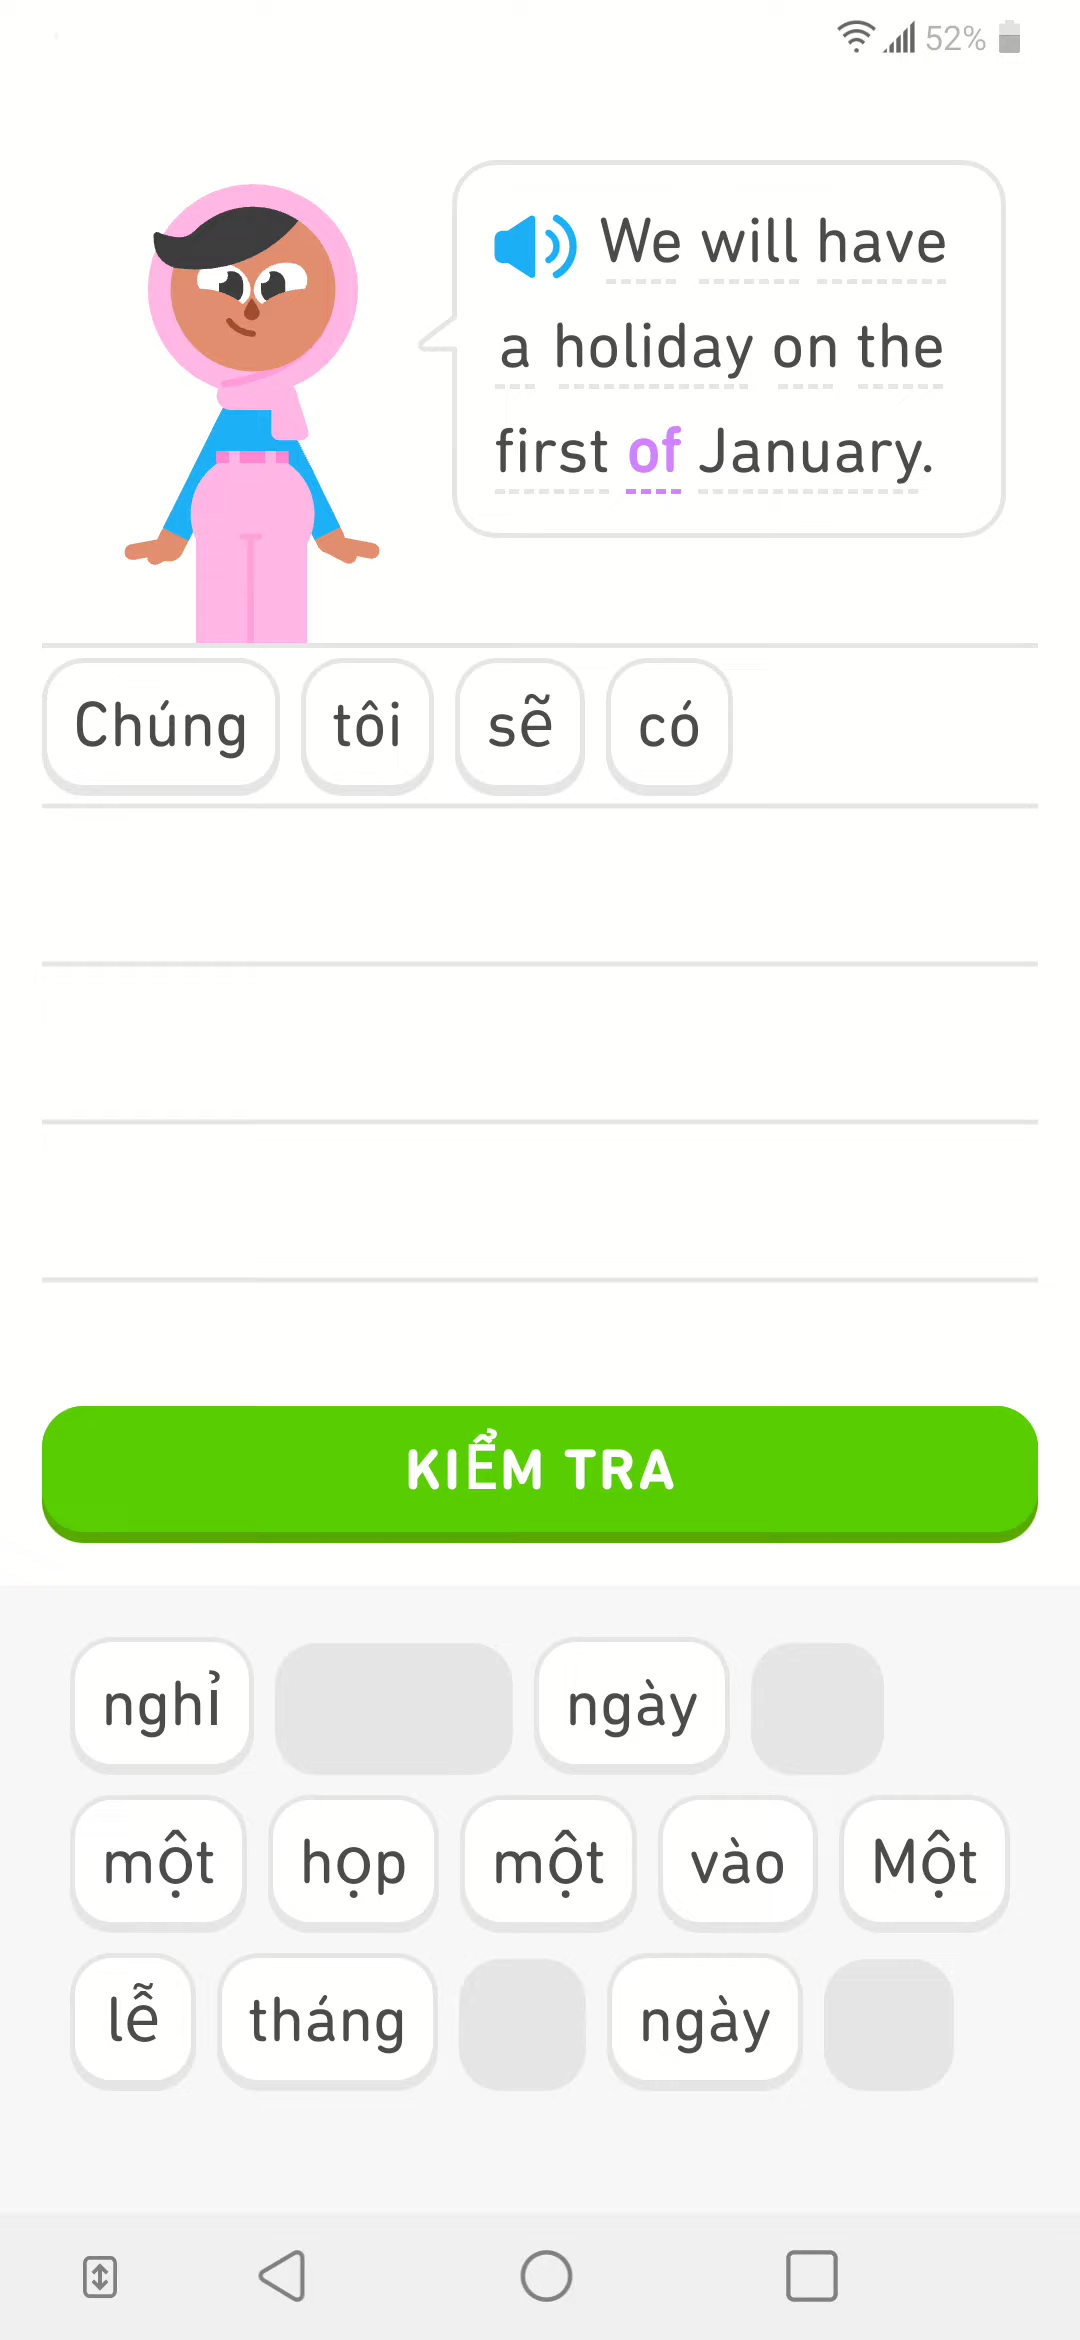 52%
We will have
a holiday on the
first of January.
Chúng tôi sẽ có
KIỂM TRA
nghỉ ngày
một họp một vào Một
lễ tháng ngày